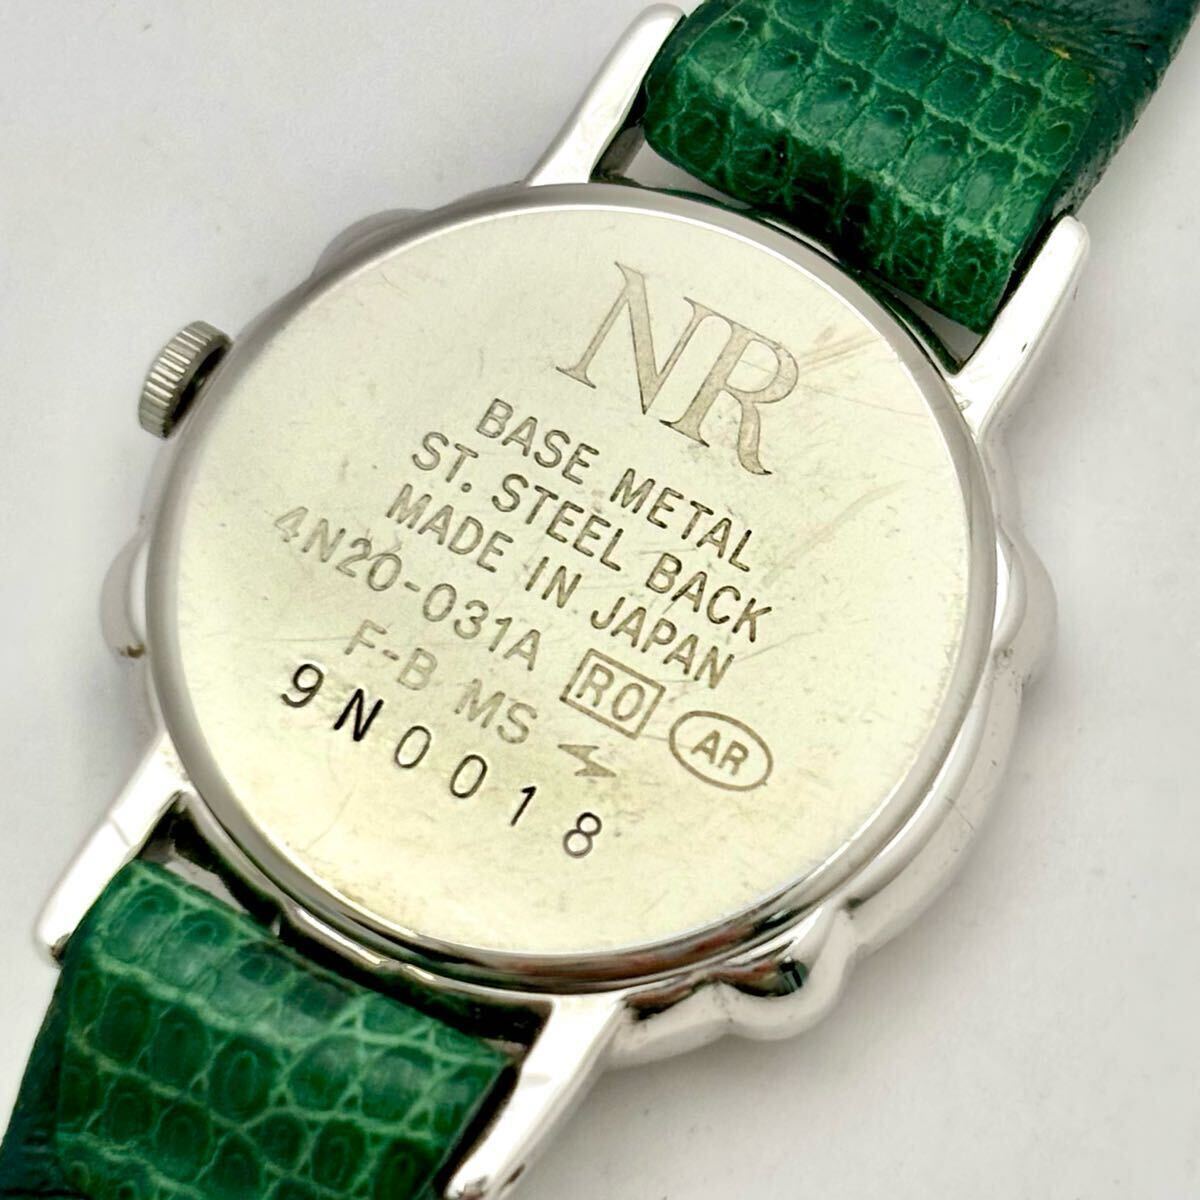 NR
BASE METAL
ST. STEEL BACK
MADE IN JAPAN
4N20-031A RO AR
F-B MS
9N0018